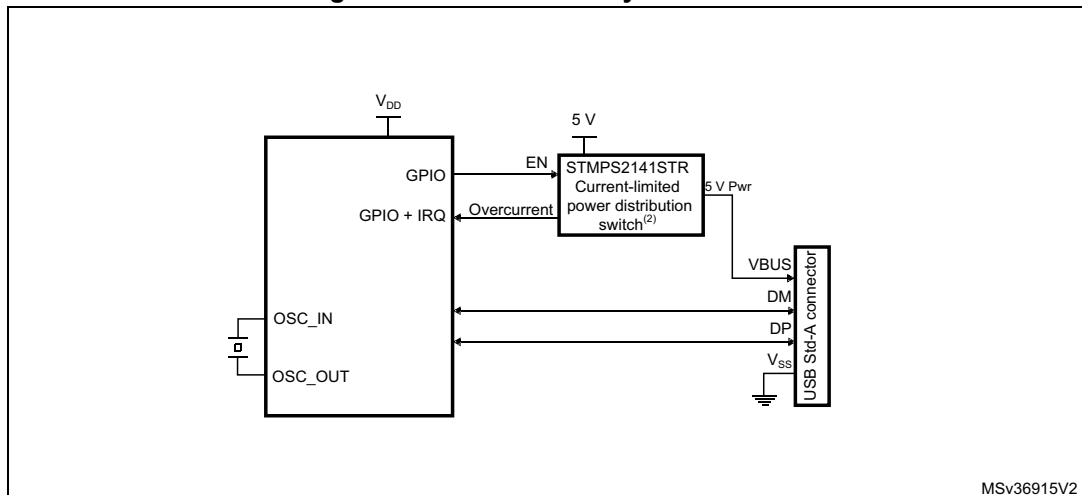 V_DD
5 V
EN
STMPS2141STR
Current-limited
power distribution
switch(2)
GPIO
5 V Pwr
GPIO + IRQ
Overcurrent
VBUS
DM
OSC_IN
DP
V_SS
OSC_OUT
USB Std-A connector
MSv36915V2